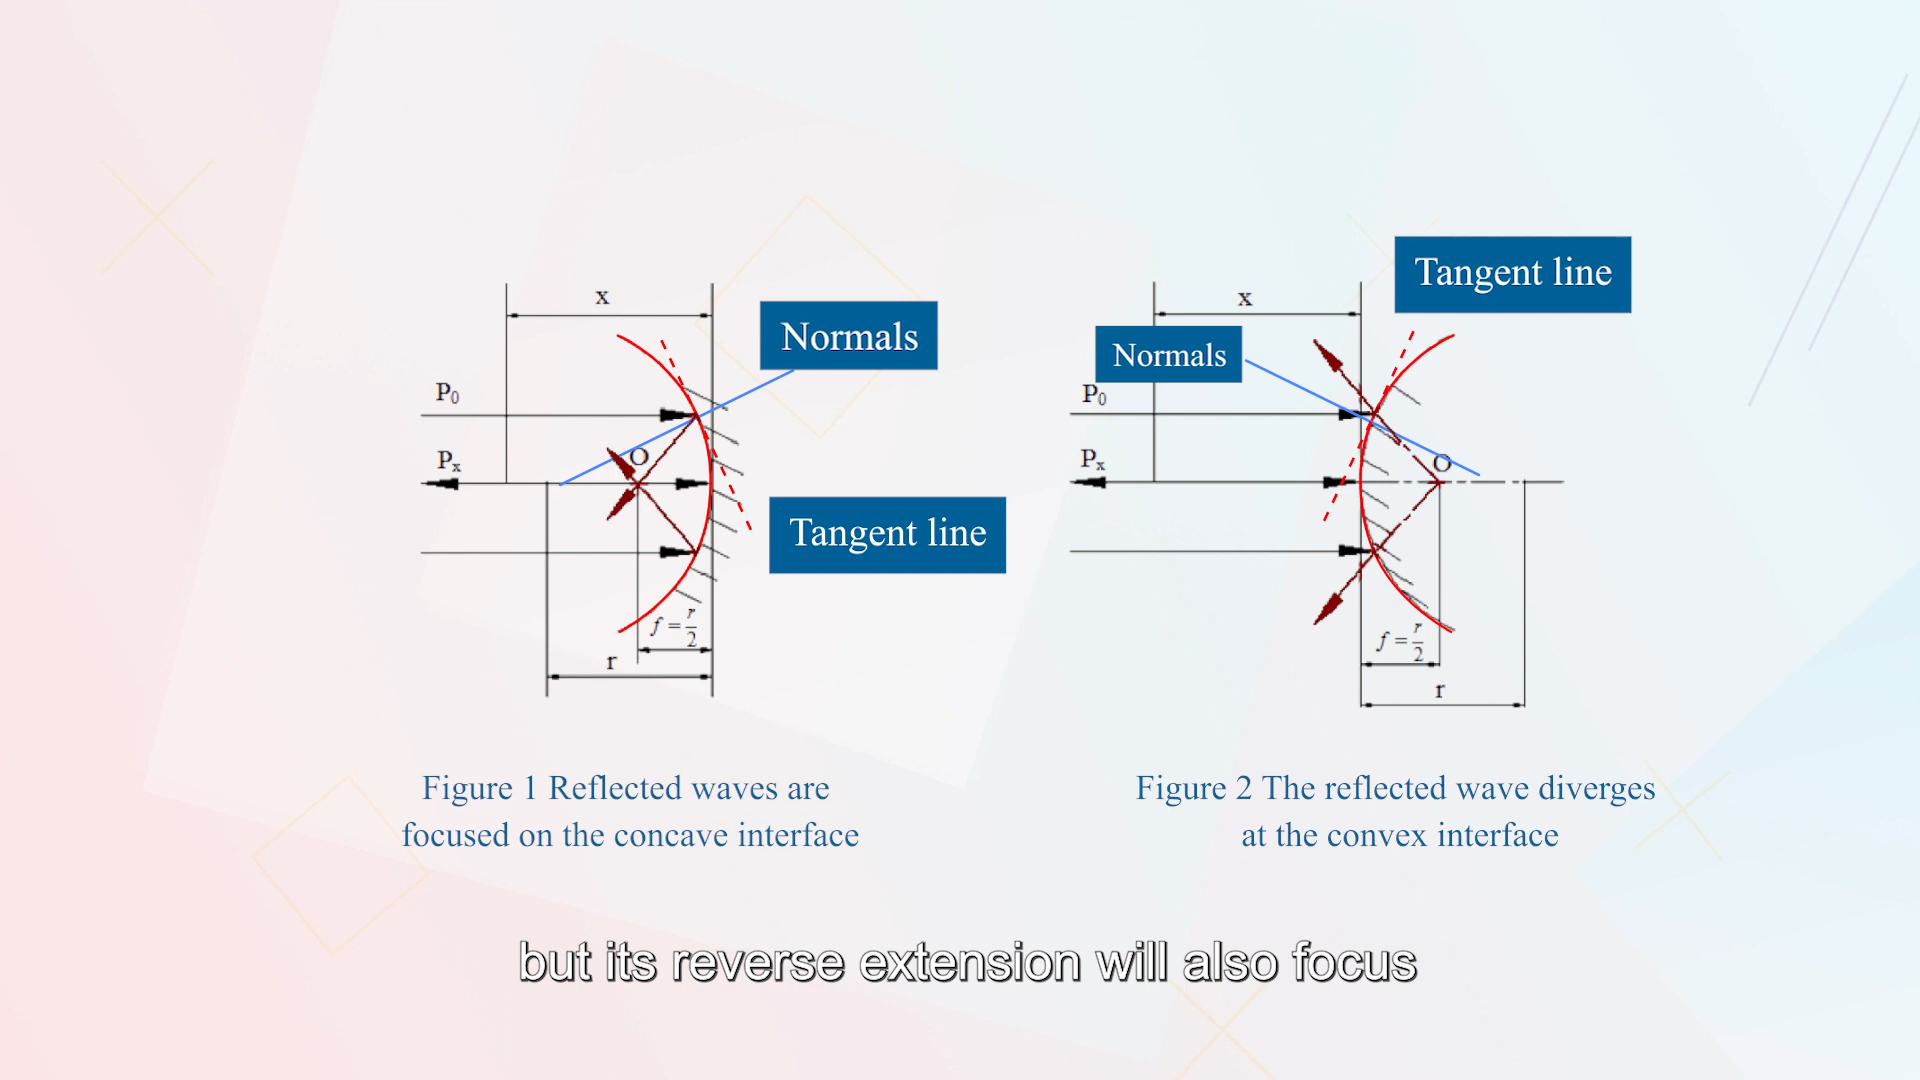 x
Normals
P₀
Pₓ
O
Tangent line
f = r/2
r
Figure 1 Reflected waves are
focused on the concave interface
Tangent line
x
Normals
P₀
Pₓ
O
f = r/2
r
Figure 2 The reflected wave diverges
at the convex interface
but its reverse extension will also focus